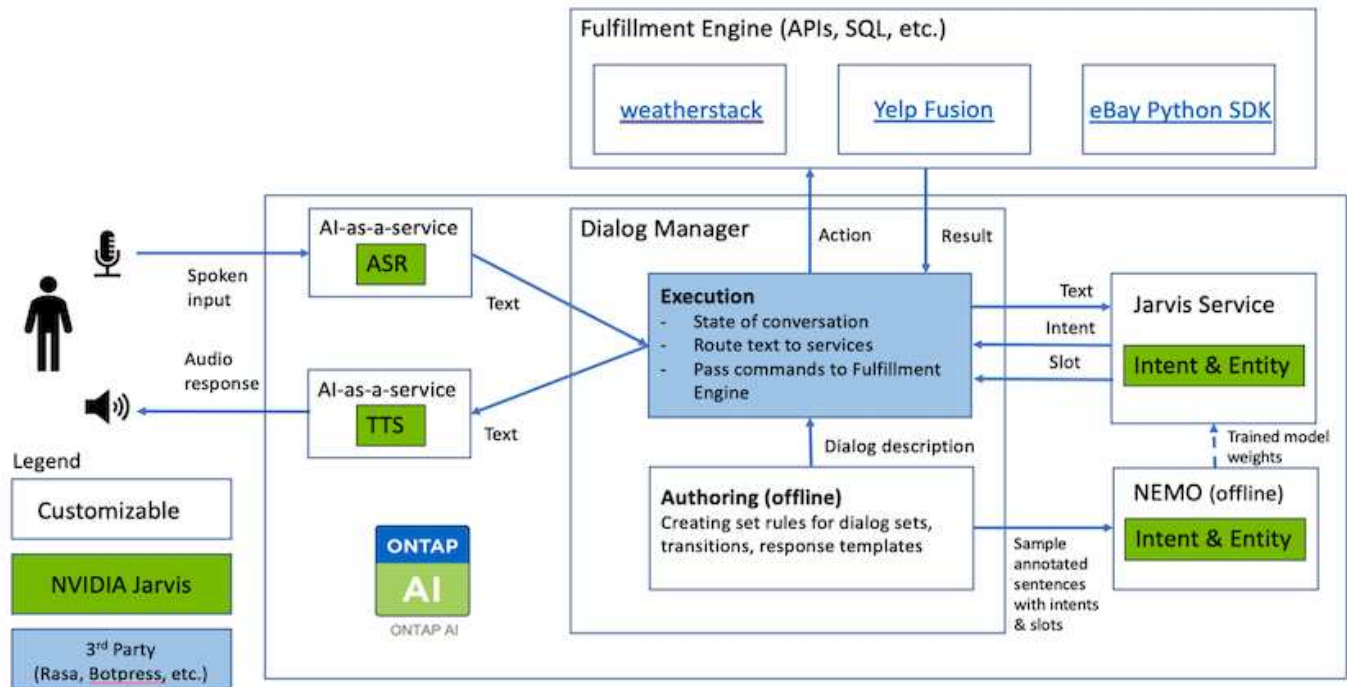 Fulfillment Engine (APIs, SQL, etc.)
weatherstack
Yelp Fusion
eBay Python SDK
AI-as-a-service
ASR
Spoken
input
Text
Dialog Manager
Action
Result
Execution
- State of conversation
- Route text to services
- Pass commands to Fulfillment
Engine
Text
Intent
Slot
Jarvis Service
Intent & Entity
Audio
response
AI-as-a-service
TTS
Text
Dialog description
Trained model
weights
Authoring (offline)
Creating set rules for dialog sets,
transitions, response templates
Sample
annotated
sentences
with intents
& slots
NEMO (offline)
Intent & Entity
Legend
Customizable
NVIDIA Jarvis
3rd Party
(Rasa, Botpress, etc.)
ONTAP
AI
ONTAP AI